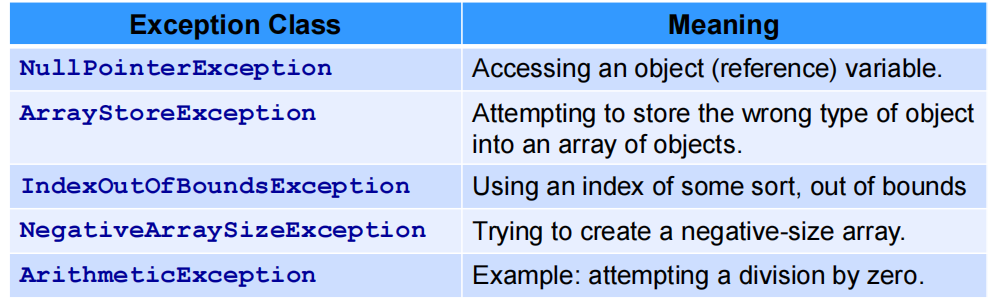 Exception Class Meaning
NullPointerException Accessing an object (reference) variable.
ArrayStoreException Attempting to store the wrong type of object
into an array of objects.
IndexOutOfBoundsException Using an index of some sort, out of bounds
NegativeArraySizeException Trying to create a negative-size array.
ArithmeticException Example: attempting a division by zero.